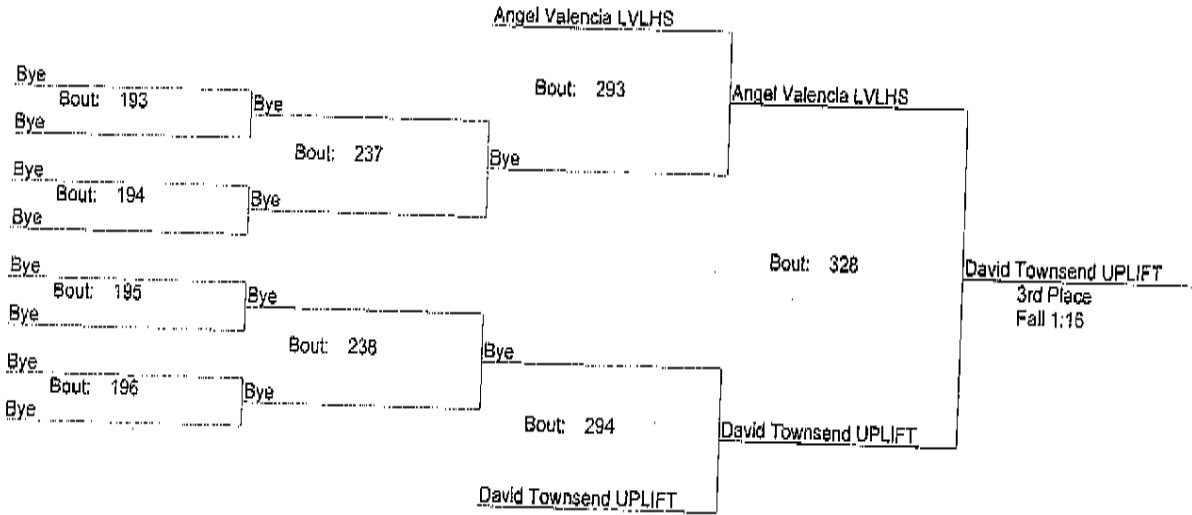 Angel Valencia LVLHS
Bye
Bout: 193
Bye
Bout: 293
Angel Valencia LVLHS
Bye
Bout: 237
Bye
Bye
Bout: 194
Bye
Bye
Bout: 328
David Townsend UPLIFT
3rd Place
Fall 1:16
Bye
Bout: 195
Bye
Bye
Bout: 238
Bye
Bye
Bout: 196
Bye
Bye
Bout: 294
David Townsend UPLIFT
David Townsend UPLIFT